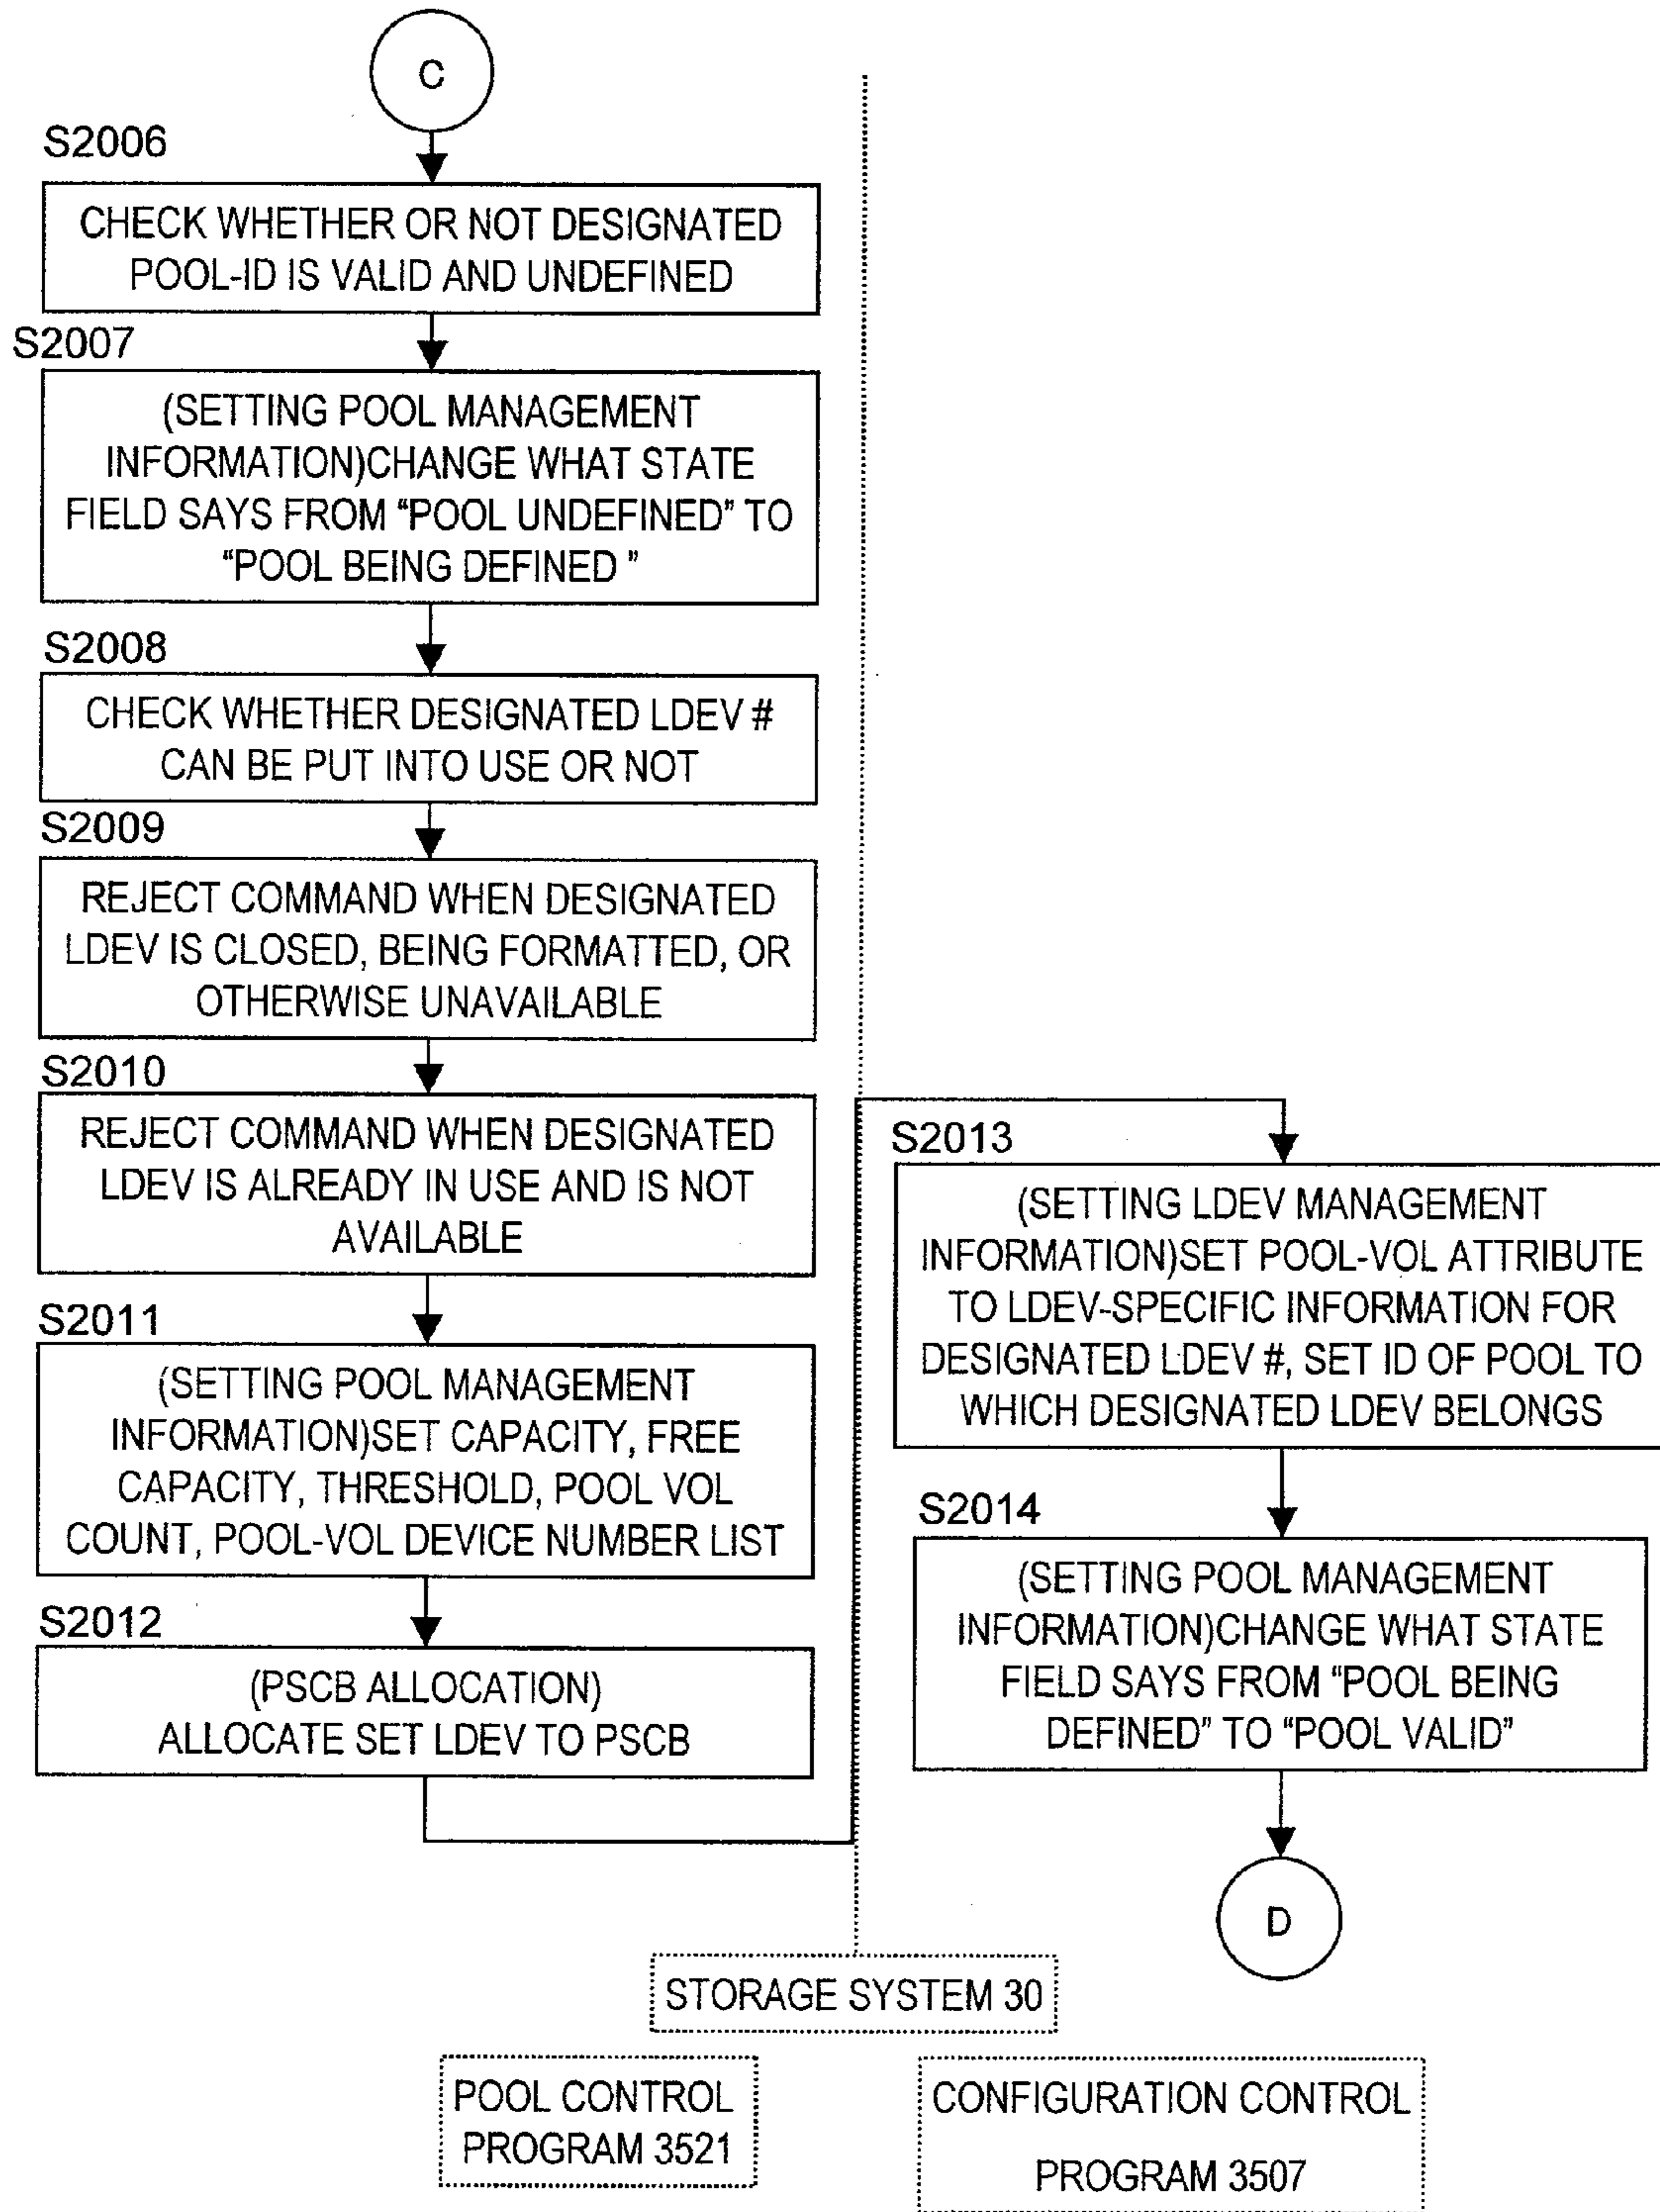 C
S2006
CHECK WHETHER OR NOT DESIGNATED
POOL-ID IS VALID AND UNDEFINED
S2007
(SETTING POOL MANAGEMENT
INFORMATION)CHANGE WHAT STATE
FIELD SAYS FROM “POOL UNDEFINED” TO
“POOL BEING DEFINED ”
S2008
CHECK WHETHER DESIGNATED LDEV #
CAN BE PUT INTO USE OR NOT
S2009
REJECT COMMAND WHEN DESIGNATED
LDEV IS CLOSED, BEING FORMATTED, OR
OTHERWISE UNAVAILABLE
S2010
REJECT COMMAND WHEN DESIGNATED
LDEV IS ALREADY IN USE AND IS NOT
AVAILABLE
S2011
(SETTING POOL MANAGEMENT
INFORMATION)SET CAPACITY, FREE
CAPACITY, THRESHOLD, POOL VOL
COUNT, POOL-VOL DEVICE NUMBER LIST
S2012
(PSCB ALLOCATION)
ALLOCATE SET LDEV TO PSCB
S2013
(SETTING LDEV MANAGEMENT
INFORMATION)SET POOL-VOL ATTRIBUTE
TO LDEV-SPECIFIC INFORMATION FOR
DESIGNATED LDEV #, SET ID OF POOL TO
WHICH DESIGNATED LDEV BELONGS
S2014
(SETTING POOL MANAGEMENT
INFORMATION)CHANGE WHAT STATE
FIELD SAYS FROM “POOL BEING
DEFINED” TO “POOL VALID”
D
STORAGE SYSTEM 30
POOL CONTROL
PROGRAM 3521
CONFIGURATION CONTROL
PROGRAM 3507